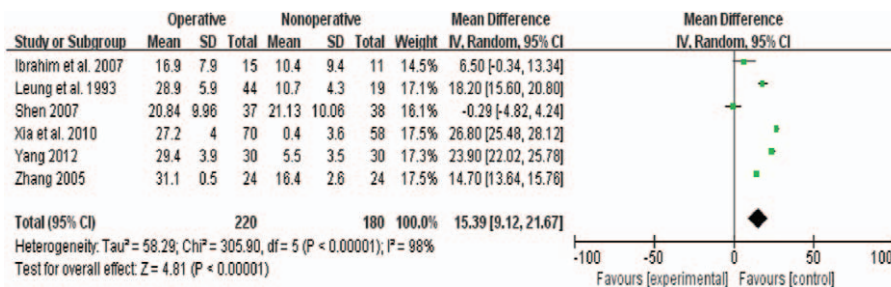 Operative Nonoperative Mean Difference Mean Difference
Study or Subgroup Mean SD Total Mean SD Total Weight IV, Random, 95% CI IV, Random, 95% CI
Ibrahim et al. 2007 16.9 7.9 15 10.4 9.4 11 14.5% 6.50 [-0.34, 13.34]
Leung et al. 1993 28.9 5.9 44 10.7 4.3 19 17.1% 18.20 [15.60, 20.80]
Shen 2007 20.84 9.96 37 21.13 10.06 38 16.1% -0.29 [-4.82, 4.24]
Xia et al. 2010 27.2 4 70 0.4 3.6 58 17.5% 26.80 [25.48, 28.12]
Yang 2012 29.4 3.9 30 5.5 3.5 30 17.3% 23.90 [22.02, 25.78]
Zhang 2005 31.1 0.5 24 16.4 2.6 24 17.5% 14.70 [13.64, 15.76]
Total (95% CI) 220 180 100.0% 15.39 [9.12, 21.67]
Heterogeneity: Tau² = 58.29; Chi² = 305.90, df = 5 (P < 0.00001); I² = 98%
Test for overall effect: Z = 4.81 (P < 0.00001)
-100 -50 0 50 100
Favours [experimental] Favours [control]